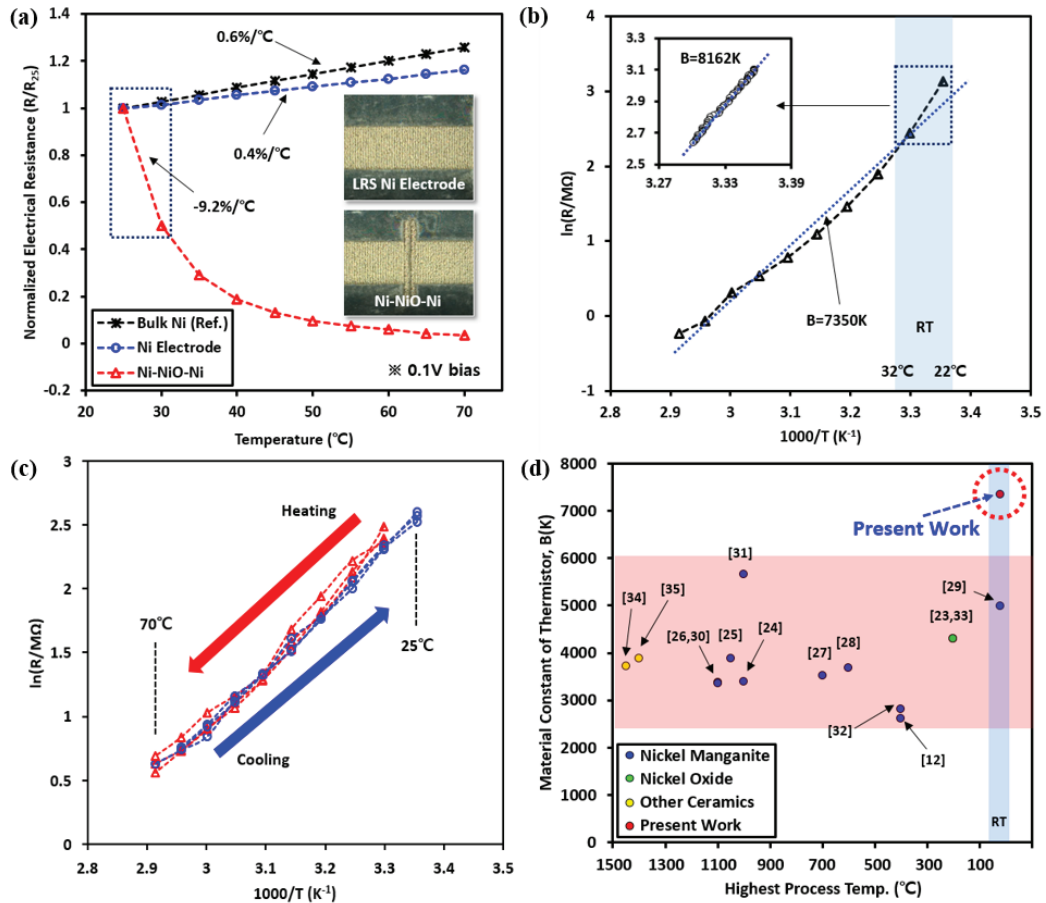 (a)
Normalized Electrical Resistance (R/R25)
1.4
1.2
1
0.8
0.6
0.4
0.2
0
-0.2
0.6%/℃
0.4%/℃
-9.2%/℃
LRS Ni Electrode
Ni-NiO-Ni
Bulk Ni (Ref.)
Ni Electrode
Ni-NiO-Ni
※ 0.1V bias
20 30 40 50 60 70
Temperature (℃)
(b)
ln(R/MΩ)
5
4
3
2
1
0
-1
B=8162K
3.3
3.1
2.9
2.7
2.5
3.27 3.33 3.39
B=7350K
RT
32℃ 22℃
2.8 2.9 3 3.1 3.2 3.3 3.4 3.5
1000/T (K-1)
(c)
ln(R/MΩ)
3
2.5
2
1.5
1
0.5
0
Heating
70℃
25℃
Cooling
2.8 2.9 3 3.1 3.2 3.3 3.4 3.5
1000/T (K-1)
(d)
Material Constant of Thermistor, B(K)
8000
7000
6000
5000
4000
3000
2000
1000
0
Present Work
[31]
[29]
[34] [35]
[23,33]
[26,30] [25] [24]
[27] [28]
[32]
[12]
Nickel Manganite
Nickel Oxide
Other Ceramics
Present Work
RT
1500 1300 1100 900 700 500 300 100
Highest Process Temp. (℃)